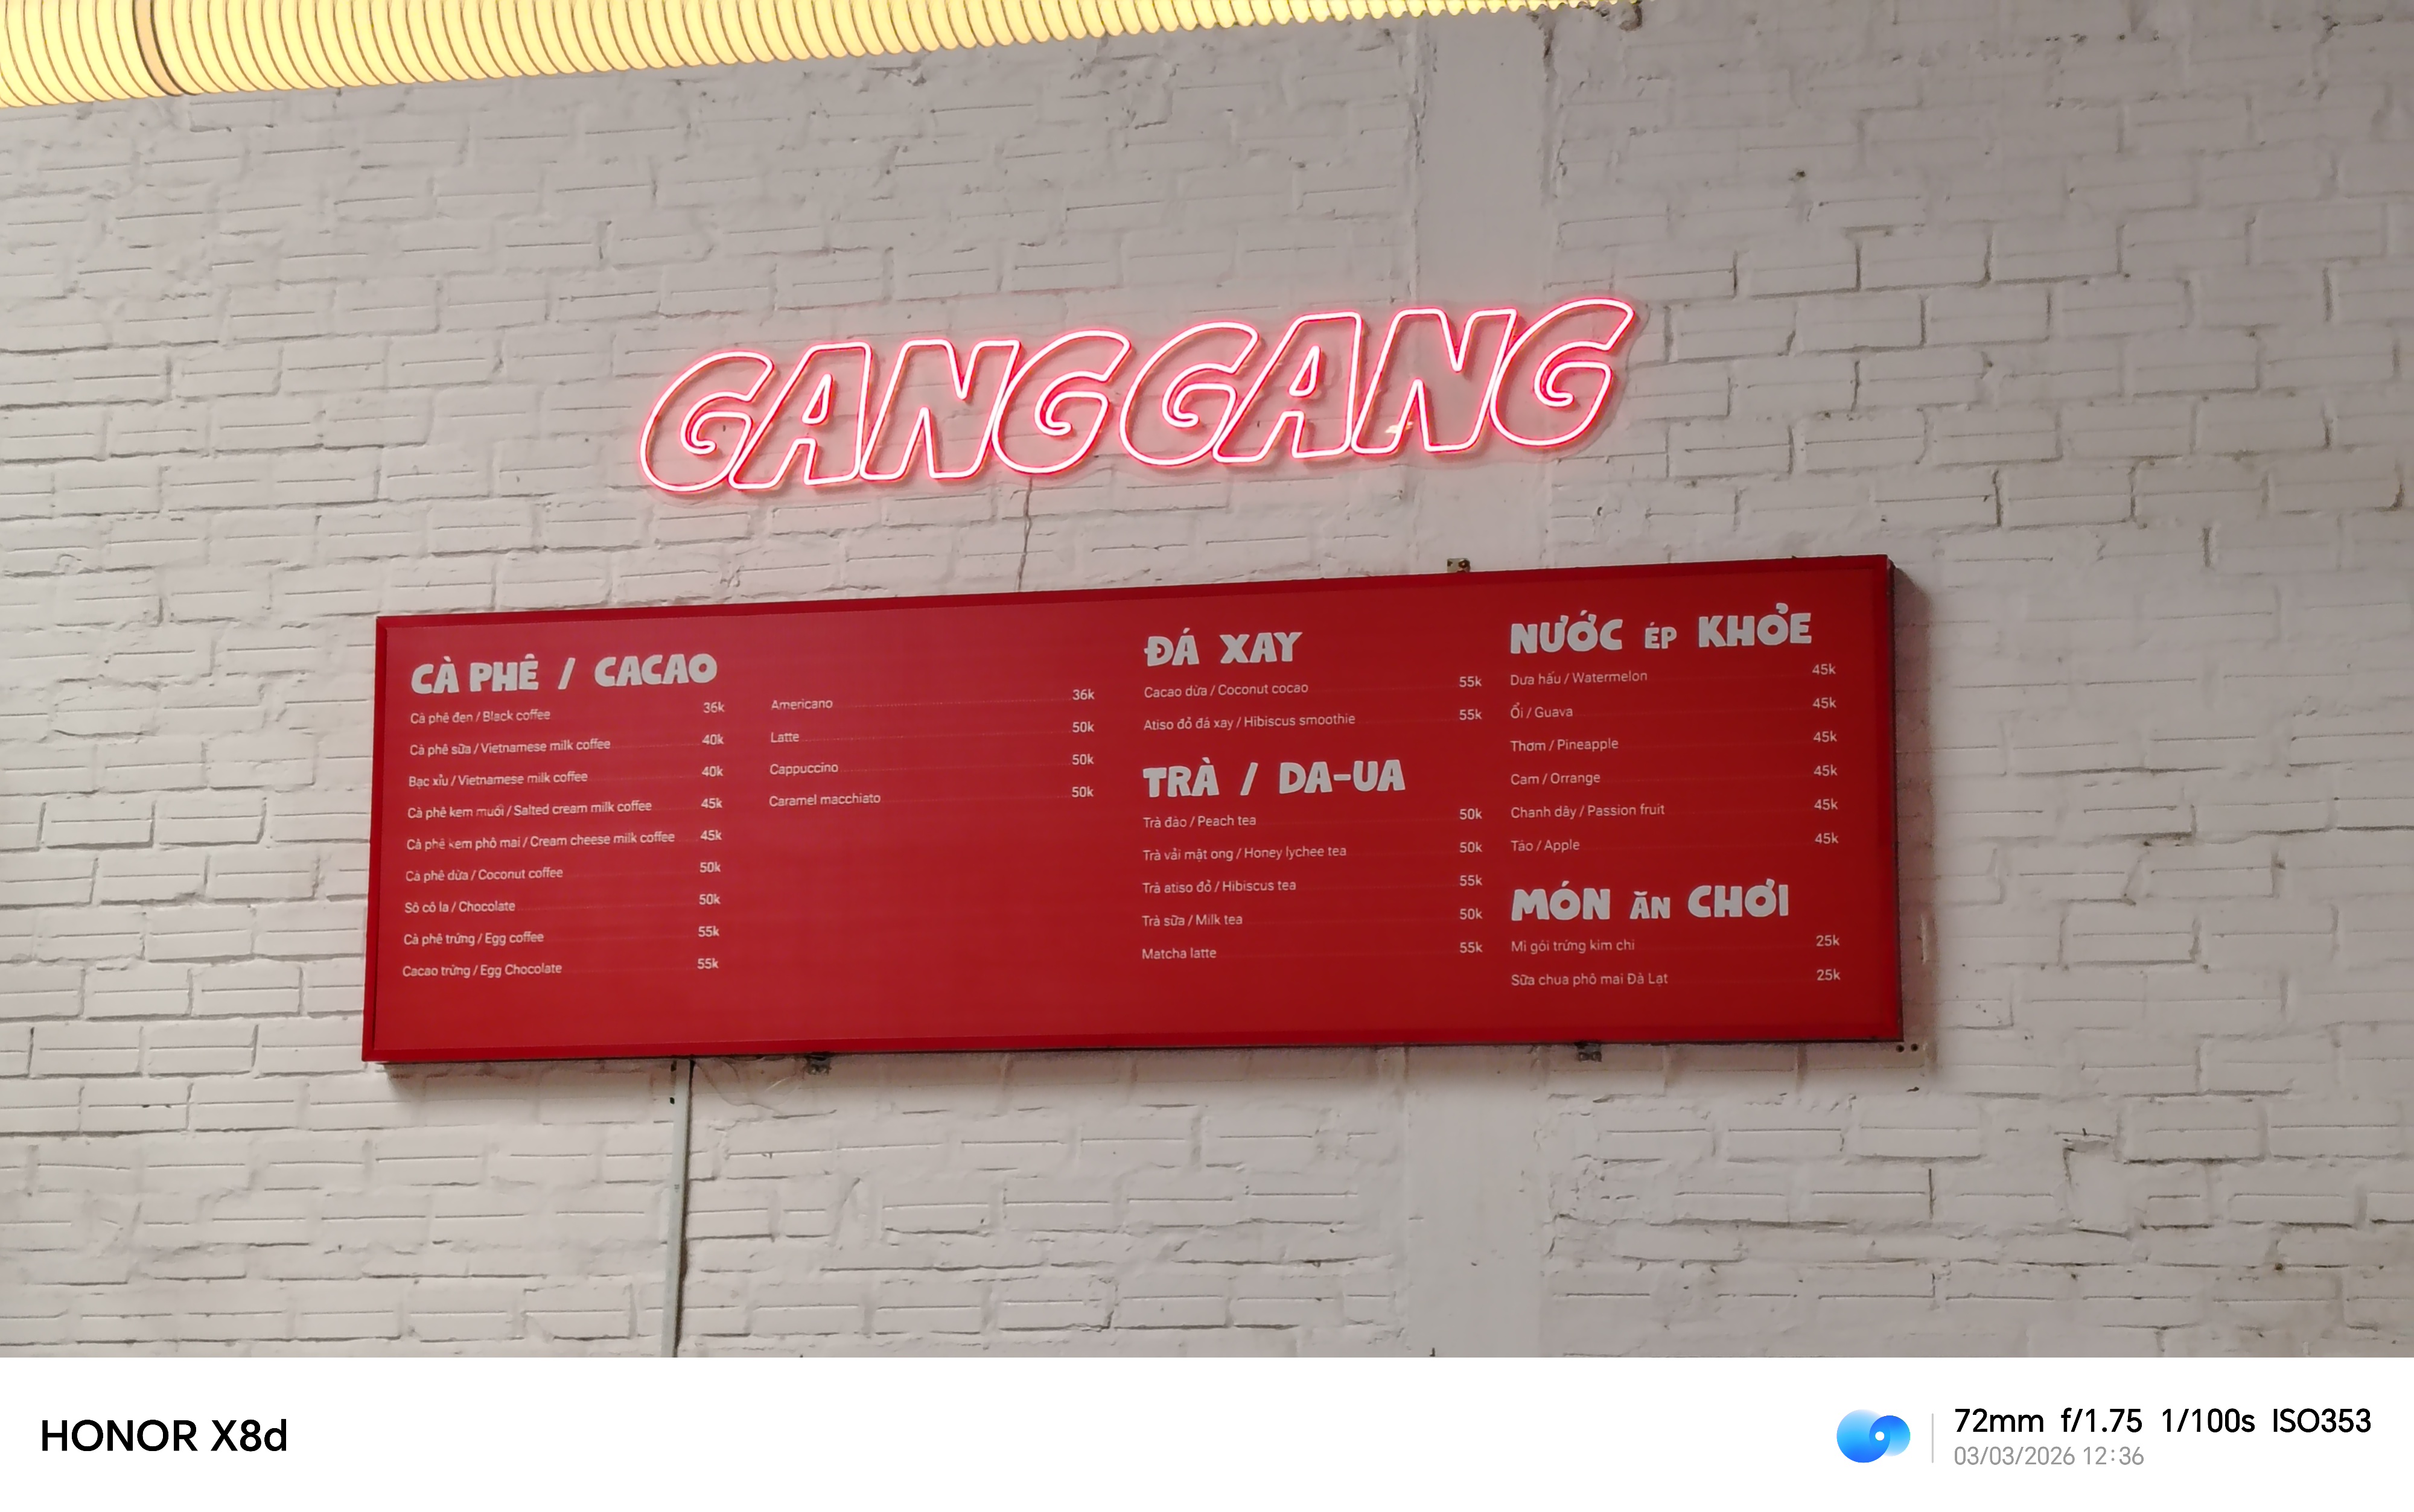 GANGGANG
CÀ PHÊ / CACAO
Cà phê đen / Black coffee 36k
Cà phê sữa / Vietnamese milk coffee 40k
Bạc xỉu / Vietnamese milk coffee 40k
Cà phê kem muối / Salted cream milk coffee 45k
Cà phê kem phô mai / Cream cheese milk coffee 45k
Cà phê dừa / Coconut coffee 50k
Sô cô la / Chocolate 50k
Cà phê trứng / Egg coffee 55k
Cacao trứng / Egg Chocolate 55k
Americano 36k
Latte 50k
Cappuccino 50k
Caramel macchiato 50k
ĐÁ XAY
Cacao dừa / Coconut cocao 55k
Atiso đỏ đá xay / Hibiscus smoothie 55k
TRÀ / DA-UA
Trà đào / Peach tea 50k
Trà vải mật ong / Honey lychee tea 50k
Trà atiso đỏ / Hibiscus tea 55k
Trà sữa / Milk tea 50k
Matcha latte 55k
NƯỚC ÉP KHỎE
Dưa hấu / Watermelon 45k
Ổi / Guava 45k
Thơm / Pineapple 45k
Cam / Orrange 45k
Chanh dây / Passion fruit 45k
Táo / Apple 45k
MÓN ĂN CHƠI
Mì gói trứng kim chi 25k
Sữa chua phô mai Đà Lạt 25k
HONOR X8d
72mm f/1.75 1/100s ISO353
03/03/2026 12:36